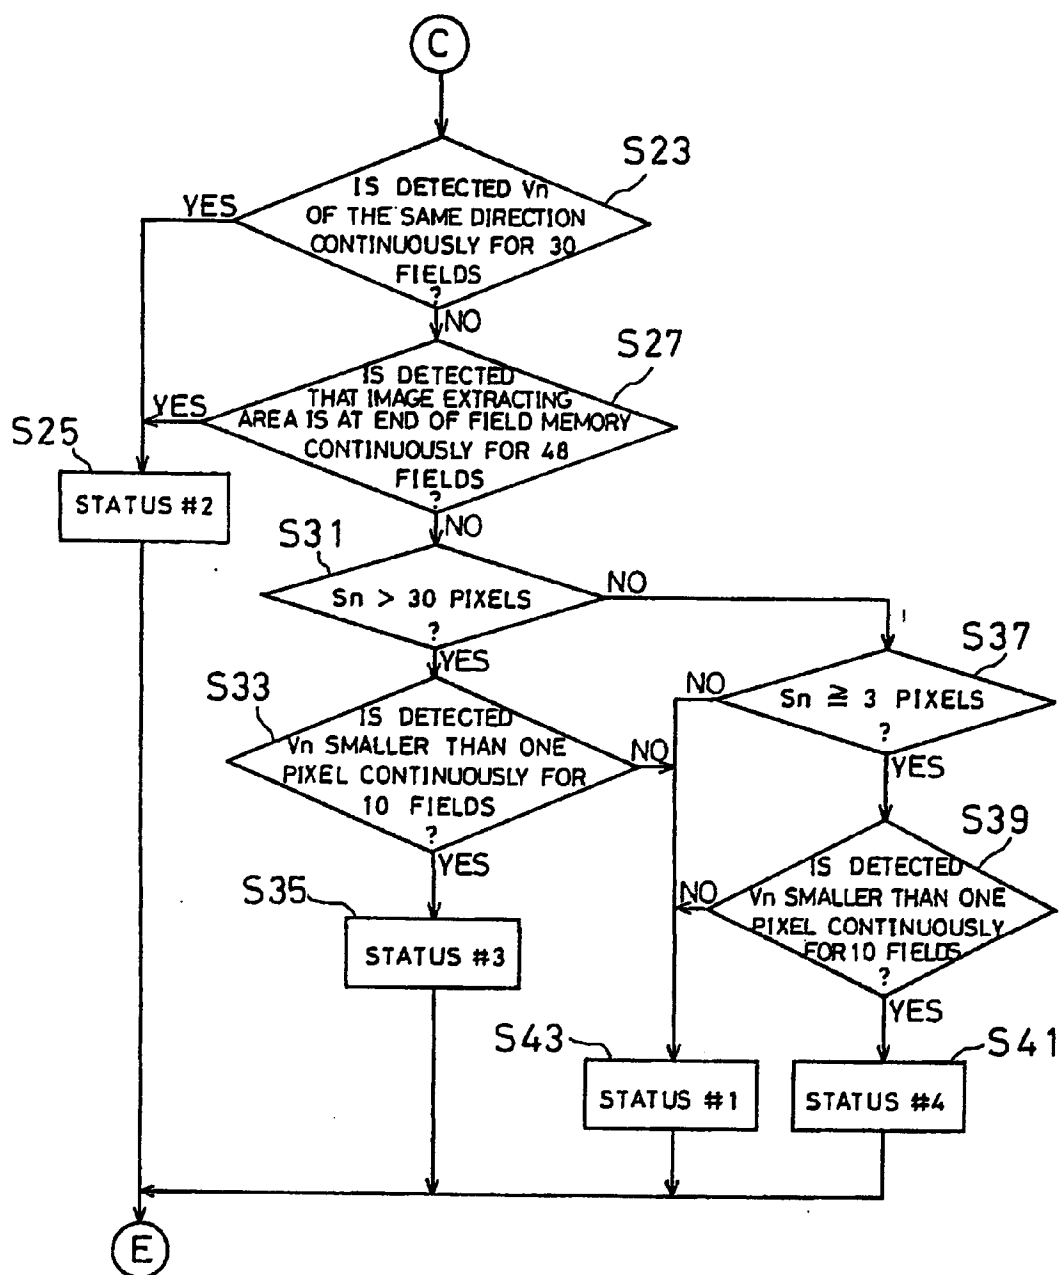 C
S23
IS DETECTED Vn
OF THE SAME DIRECTION
CONTINUOUSLY FOR 30
FIELDS
?
YES
NO
S27
IS DETECTED
THAT IMAGE EXTRACTING
AREA IS AT END OF FIELD MEMORY
CONTINUOUSLY FOR 48
FIELDS
?
YES
NO
S25
STATUS #2
S31
Sn > 30 PIXELS
?
NO
YES
S37
Sn ≧ 3 PIXELS
?
NO
YES
S33
IS DETECTED
Vn SMALLER THAN ONE
PIXEL CONTINUOUSLY FOR
10 FIELDS
?
NO
YES
S39
IS DETECTED
Vn SMALLER THAN ONE
PIXEL CONTINUOUSLY
FOR 10 FIELDS
?
NO
YES
S35
STATUS #3
S43
STATUS #1
S41
STATUS #4
E